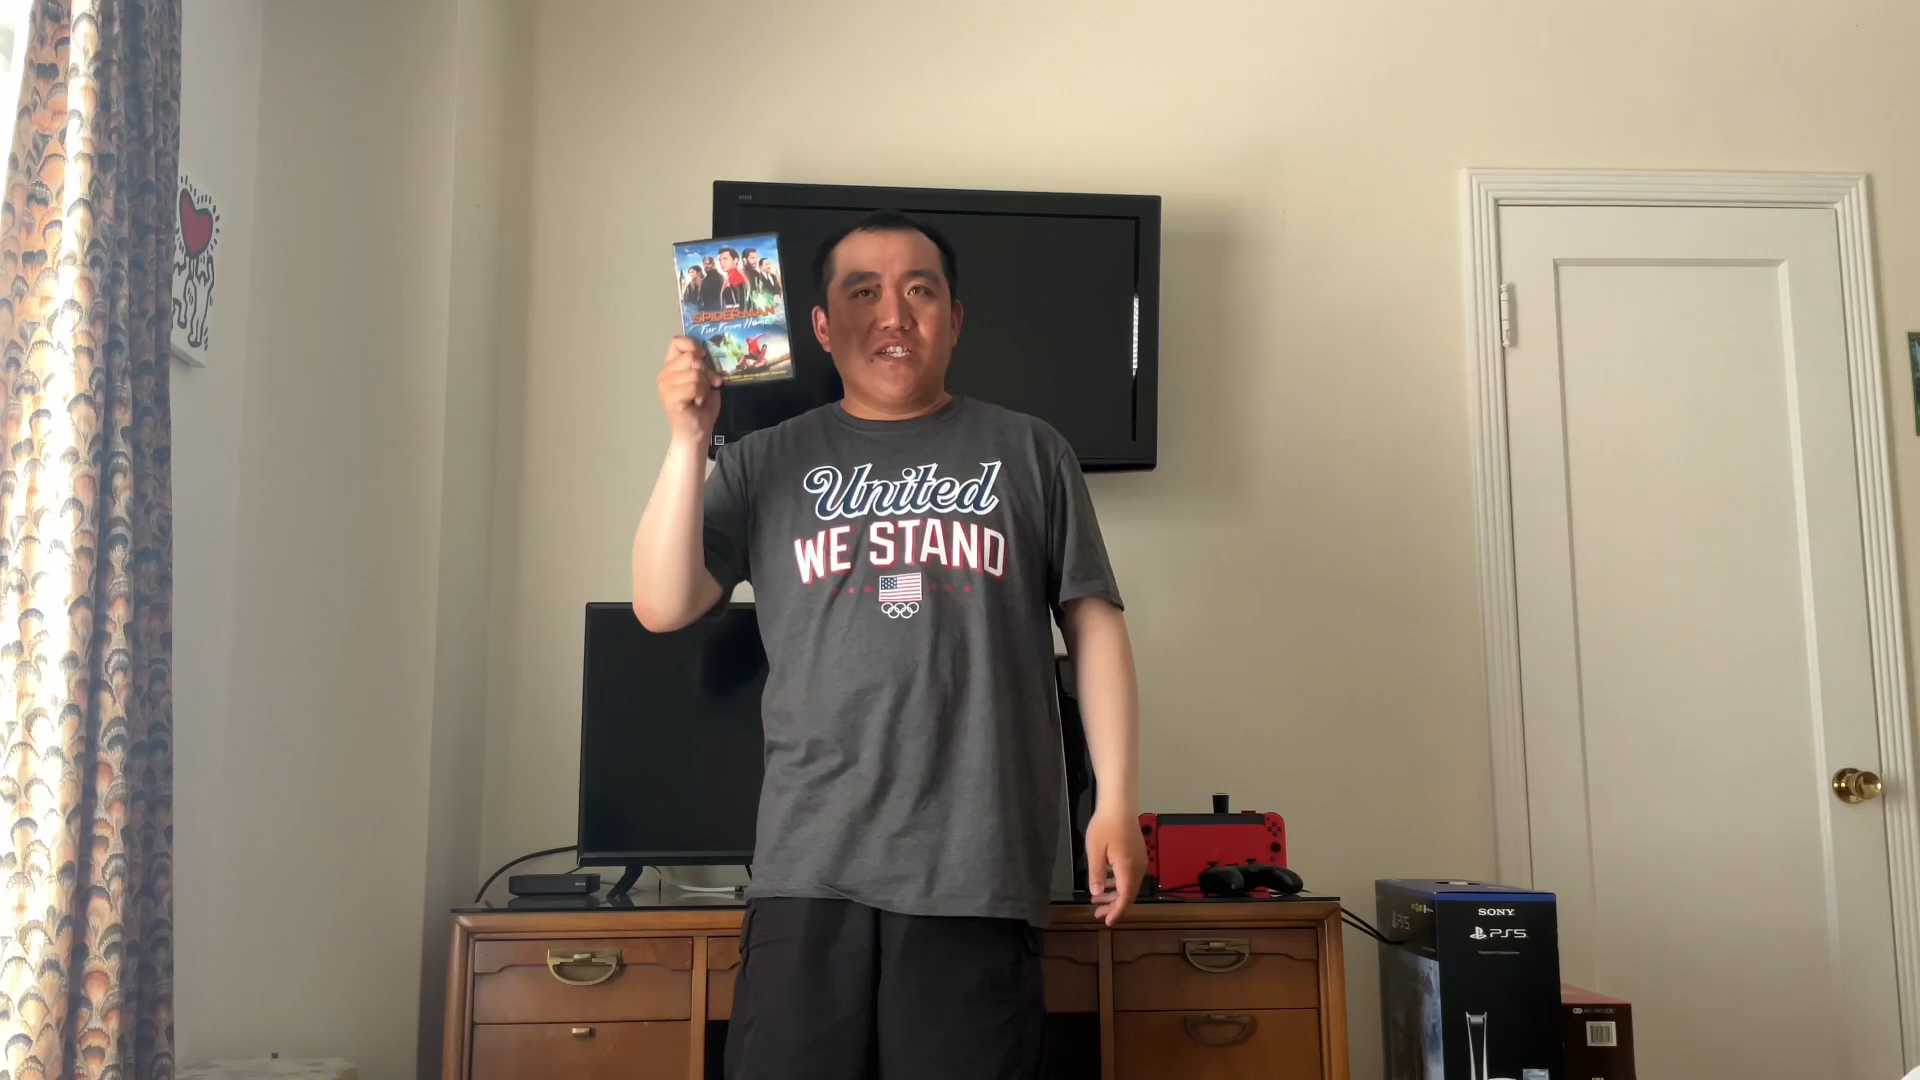 SPIDER-MAN
Far From Home
United
WE STAND
SONY
PS5